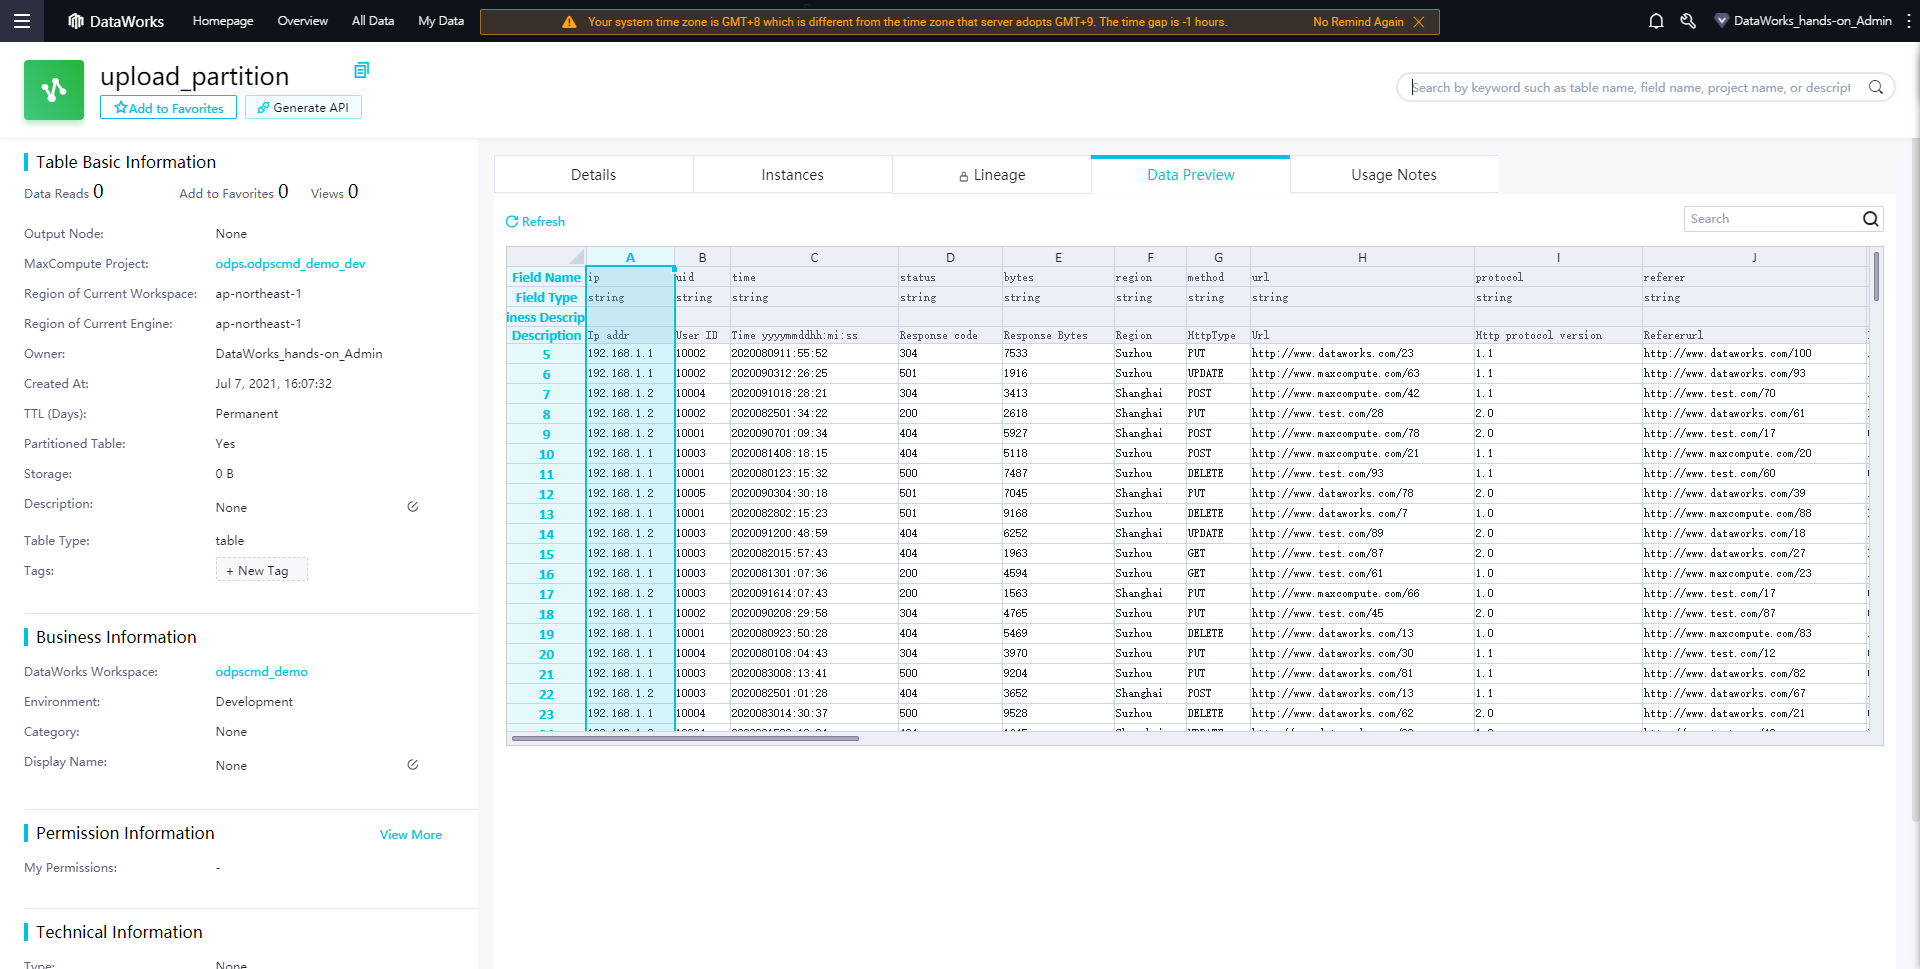 DataWorks Homepage Overview All Data My Data Your system time zone is GMT+8 which is different from the time zone that server adopts GMT+9. The time gap is -1 hours. No Remind Again DataWorks_hands-on_Admin
upload_partition
Add to Favorites Generate API
Search by keyword such as table name, field name, project name, or descript
Table Basic Information
Data Reads 0 Add to Favorites 0 Views 0
Output Node: None
MaxCompute Project: odps.odpscmd_demo_dev
Region of Current Workspace: ap-northeast-1
Region of Current Engine: ap-northeast-1
Owner: DataWorks_hands-on_Admin
Created At: Jul 7, 2021, 16:07:32
TTL (Days): Permanent
Partitioned Table: Yes
Storage: 0 B
Description: None
Table Type: table
Tags: + New Tag
Business Information
DataWorks Workspace: odpscmd_demo
Environment: Development
Category: None
Display Name: None
Permission Information View More
My Permissions: -
Technical Information
Type: None
Details Instances Lineage Data Preview Usage Notes
Refresh Search
A B C D E F G H I J
Field Name ip uid time status bytes region method url protocol referer
Field Type string string string string string string string string string string
iness Descrip
Description Ip addr User ID Time yyyymmddhh:mi:ss Response code Response Bytes Region HttpType Url Http protocol version Refererurl
5 192.168.1.1 10002 2020080911:55:52 304 7533 Suzhou PUT http://www.dataworks.com/23 1.1 http://www.dataworks.com/100
6 192.168.1.1 10002 2020090312:26:25 501 1916 Suzhou UPDATE http://www.maxcompute.com/63 1.1 http://www.dataworks.com/93
7 192.168.1.2 10004 2020091018:28:21 304 3413 Shanghai POST http://www.maxcompute.com/42 1.1 http://www.test.com/70
8 192.168.1.2 10002 2020082501:34:22 200 2618 Shanghai PUT http://www.test.com/28 2.0 http://www.dataworks.com/61
9 192.168.1.2 10001 2020090701:09:34 404 5927 Shanghai POST http://www.maxcompute.com/78 2.0 http://www.test.com/17
10 192.168.1.1 10003 2020081408:18:15 404 5118 Suzhou POST http://www.maxcompute.com/21 1.1 http://www.maxcompute.com/20
11 192.168.1.1 10001 2020080123:15:32 500 7487 Suzhou DELETE http://www.test.com/93 1.1 http://www.test.com/60
12 192.168.1.2 10005 2020090304:30:18 501 7045 Shanghai PUT http://www.dataworks.com/78 2.0 http://www.dataworks.com/39
13 192.168.1.1 10001 2020082802:15:23 501 9168 Suzhou DELETE http://www.dataworks.com/7 1.0 http://www.maxcompute.com/88
14 192.168.1.2 10003 2020091200:48:59 404 6252 Shanghai UPDATE http://www.test.com/89 2.0 http://www.dataworks.com/18
15 192.168.1.1 10003 2020082015:57:43 404 1963 Suzhou GET http://www.test.com/87 2.0 http://www.dataworks.com/27
16 192.168.1.1 10003 2020081301:07:36 200 4594 Suzhou GET http://www.test.com/61 1.0 http://www.maxcompute.com/23
17 192.168.1.2 10003 2020091614:07:43 200 1563 Shanghai PUT http://www.maxcompute.com/66 1.0 http://www.test.com/17
18 192.168.1.1 10002 2020090208:29:58 304 4765 Suzhou PUT http://www.test.com/45 2.0 http://www.test.com/87
19 192.168.1.1 10001 2020080923:50:28 404 5469 Suzhou DELETE http://www.dataworks.com/13 1.0 http://www.maxcompute.com/83
20 192.168.1.1 10004 2020080108:04:43 304 3970 Suzhou PUT http://www.dataworks.com/30 1.1 http://www.test.com/12
21 192.168.1.1 10003 2020083008:13:41 500 9204 Suzhou PUT http://www.dataworks.com/81 1.1 http://www.dataworks.com/82
22 192.168.1.2 10003 2020082501:01:28 404 3652 Shanghai POST http://www.dataworks.com/13 1.1 http://www.dataworks.com/67
23 192.168.1.1 10004 2020083014:30:37 500 9528 Suzhou DELETE http://www.dataworks.com/62 2.0 http://www.dataworks.com/21